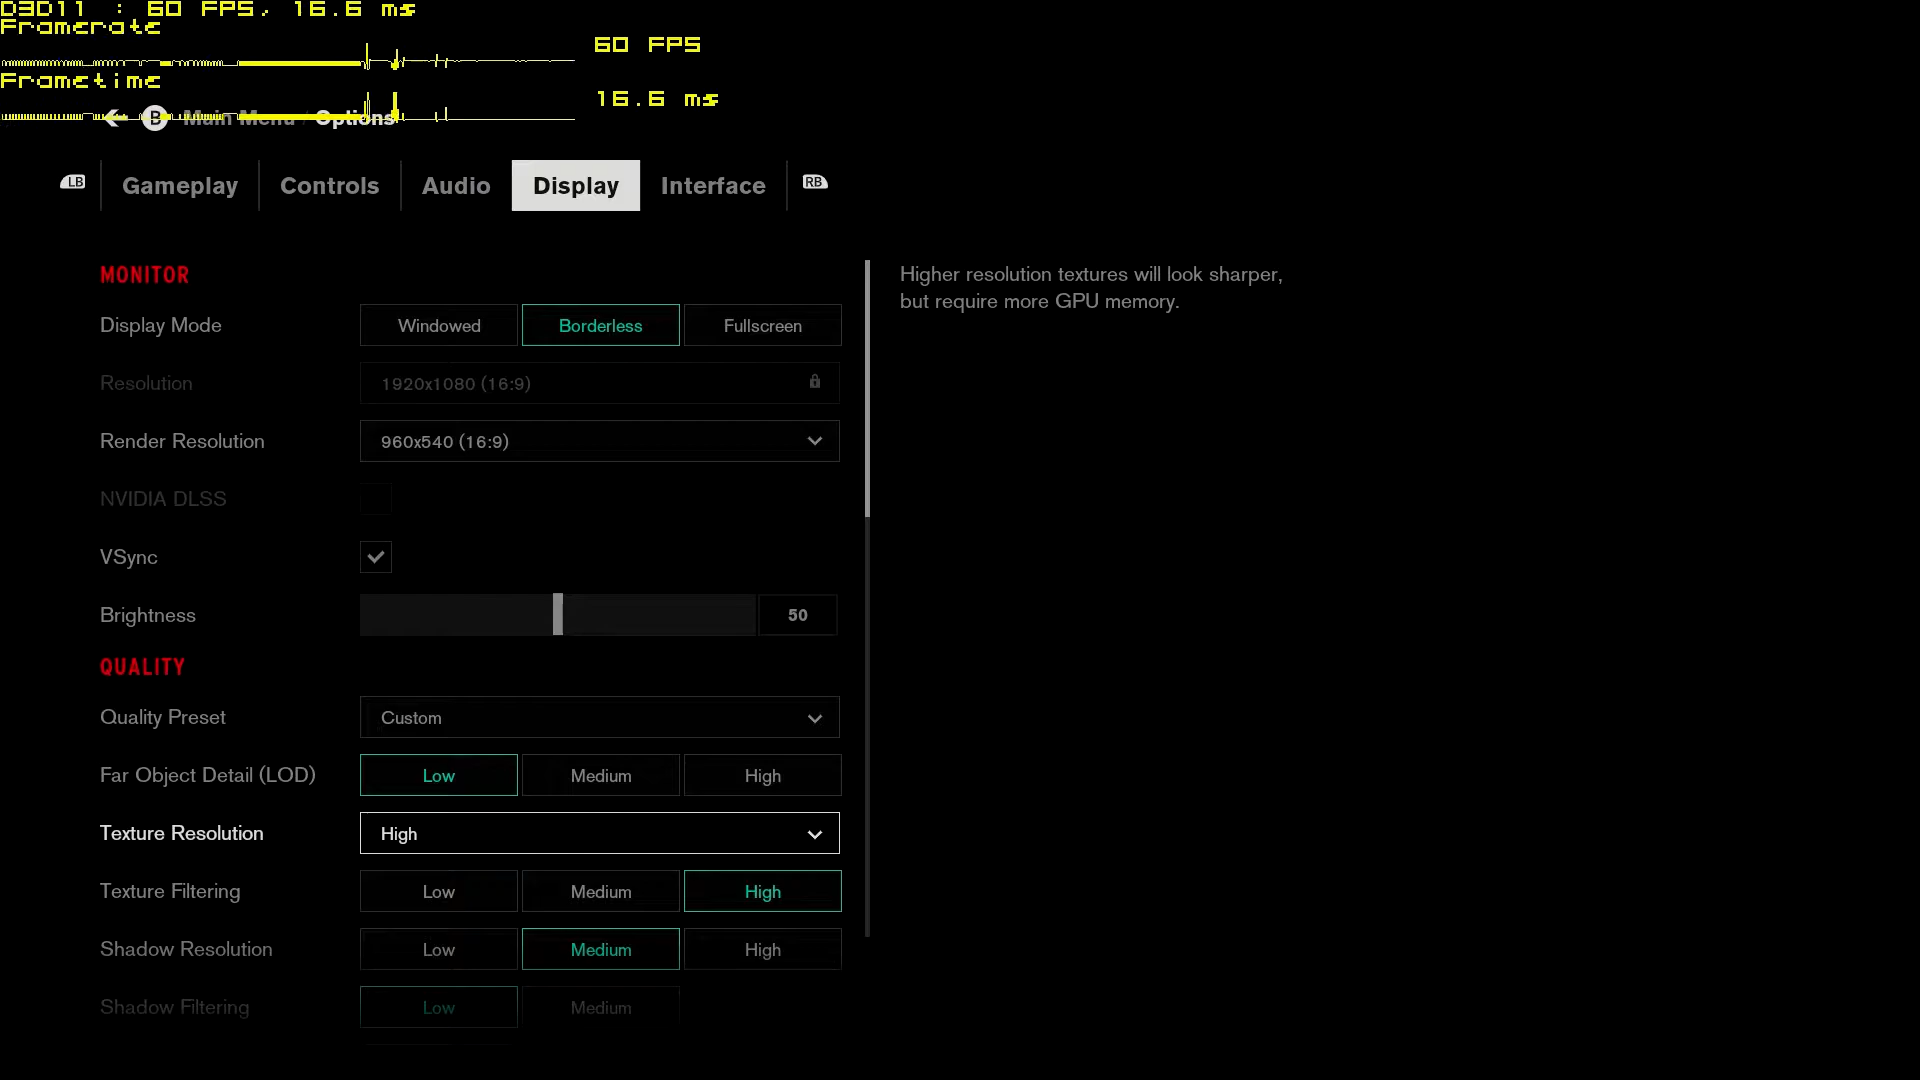 D3D11 : 60 FPS, 16.6 ms
Framerate
60 FPS
Frametime
16.6 ms
B Main Menu / Options
LB Gameplay Controls Audio Display Interface RB
MONITOR
Higher resolution textures will look sharper,
but require more GPU memory.
Display Mode Windowed Borderless Fullscreen
Resolution 1920x1080 (16:9)
Render Resolution 960x540 (16:9)
NVIDIA DLSS
VSync
Brightness 50
QUALITY
Quality Preset Custom
Far Object Detail (LOD) Low Medium High
Texture Resolution High
Texture Filtering Low Medium High
Shadow Resolution Low Medium High
Shadow Filtering Low Medium